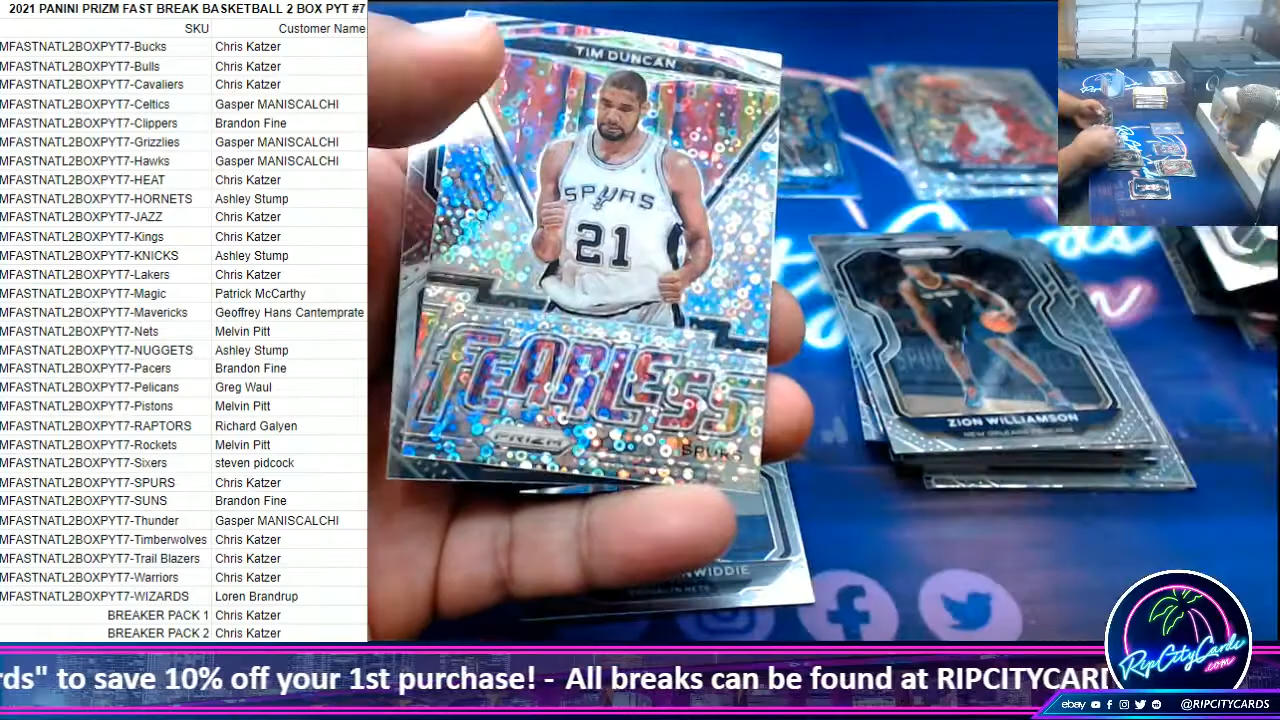 2021 PANINI PRIZM FAST BREAK BASKETBALL 2 BOX PYT #7
SKU Customer Name
MFASTNATL2BOXPYT7-Bucks Chris Katzer
MFASTNATL2BOXPYT7-Bulls Chris Katzer
MFASTNATL2BOXPYT7-Cavaliers Chris Katzer
MFASTNATL2BOXPYT7-Celtics Gasper MANISCALCHI
MFASTNATL2BOXPYT7-Clippers Brandon Fine
MFASTNATL2BOXPYT7-Grizzlies Gasper MANISCALCHI
MFASTNATL2BOXPYT7-Hawks Gasper MANISCALCHI
MFASTNATL2BOXPYT7-HEAT Chris Katzer
MFASTNATL2BOXPYT7-HORNETS Ashley Stump
MFASTNATL2BOXPYT7-JAZZ Chris Katzer
MFASTNATL2BOXPYT7-Kings Chris Katzer
MFASTNATL2BOXPYT7-KNICKS Ashley Stump
MFASTNATL2BOXPYT7-Lakers Chris Katzer
MFASTNATL2BOXPYT7-Magic Patrick McCarthy
MFASTNATL2BOXPYT7-Mavericks Geoffrey Hans Cantemprate
MFASTNATL2BOXPYT7-Nets Melvin Pitt
MFASTNATL2BOXPYT7-NUGGETS Ashley Stump
MFASTNATL2BOXPYT7-Pacers Brandon Fine
MFASTNATL2BOXPYT7-Pelicans Greg Waul
MFASTNATL2BOXPYT7-Pistons Melvin Pitt
MFASTNATL2BOXPYT7-RAPTORS Richard Galyen
MFASTNATL2BOXPYT7-Rockets Melvin Pitt
MFASTNATL2BOXPYT7-Sixers steven pidcock
MFASTNATL2BOXPYT7-SPURS Chris Katzer
MFASTNATL2BOXPYT7-SUNS Brandon Fine
MFASTNATL2BOXPYT7-Thunder Gasper MANISCALCHI
MFASTNATL2BOXPYT7-Timberwolves Chris Katzer
MFASTNATL2BOXPYT7-Trail Blazers Chris Katzer
MFASTNATL2BOXPYT7-Warriors Chris Katzer
MFASTNATL2BOXPYT7-WIZARDS Loren Brandrup
BREAKER PACK 1 Chris Katzer
BREAKER PACK 2 Chris Katzer
TIM DUNCAN
SPURS
21
FEARLESS
PRIZM
SPURS
ZION WILLIAMSON
NEW ORLEANS PELICANS
NWIDDIE
BROOKLYN NETS
RipCityCards
.com
rds" to save 10% off your 1st purchase! - All breaks can be found at RIPCITYCARD
ebay @RIPCITYCARDS